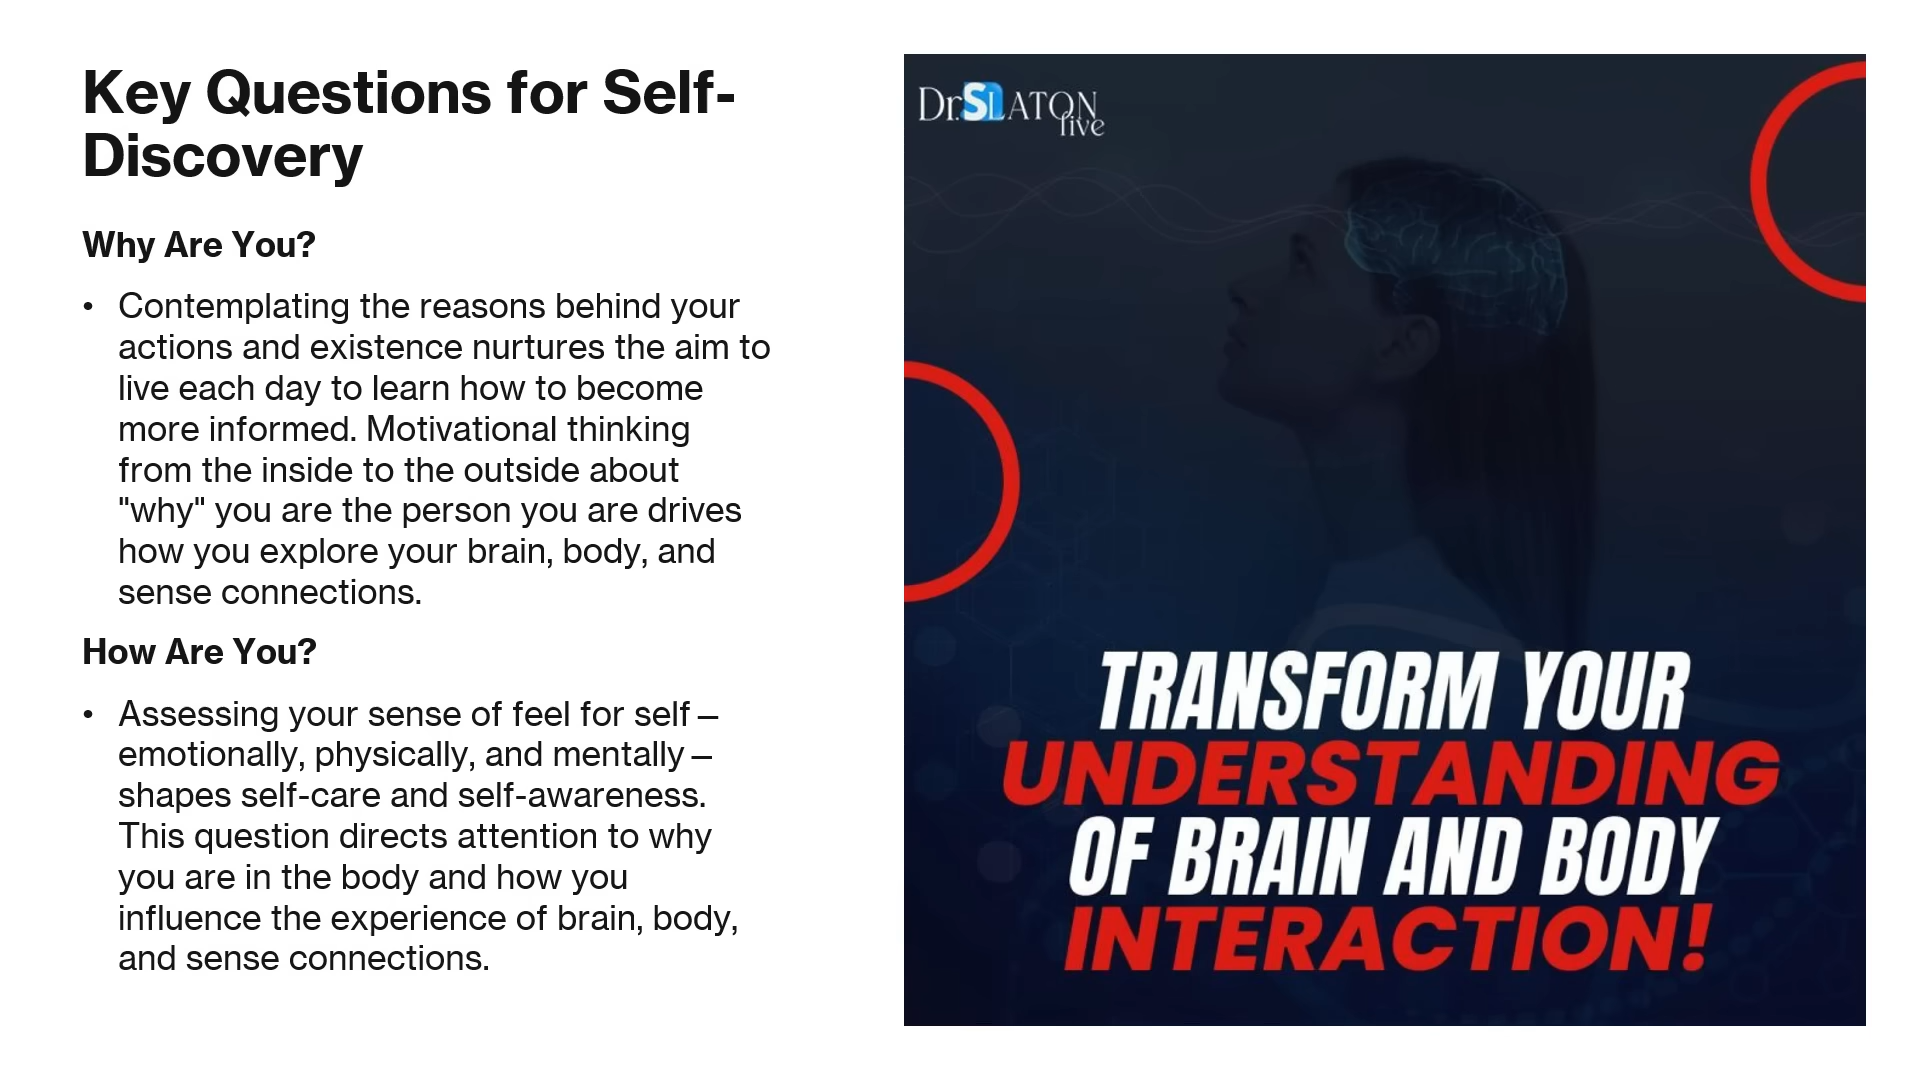 Key Questions for Self-
Discovery
Why Are You?
• Contemplating the reasons behind your
actions and existence nurtures the aim to
live each day to learn how to become
more informed. Motivational thinking
from the inside to the outside about
"why" you are the person you are drives
how you explore your brain, body, and
sense connections.
How Are You?
• Assessing your sense of feel for self –
emotionally, physically, and mentally –
shapes self-care and self-awareness.
This question directs attention to why
you are in the body and how you
influence the experience of brain, body,
and sense connections.
Dr. SLATON
live
TRANSFORM YOUR
UNDERSTANDING
OF BRAIN AND BODY
INTERACTION!